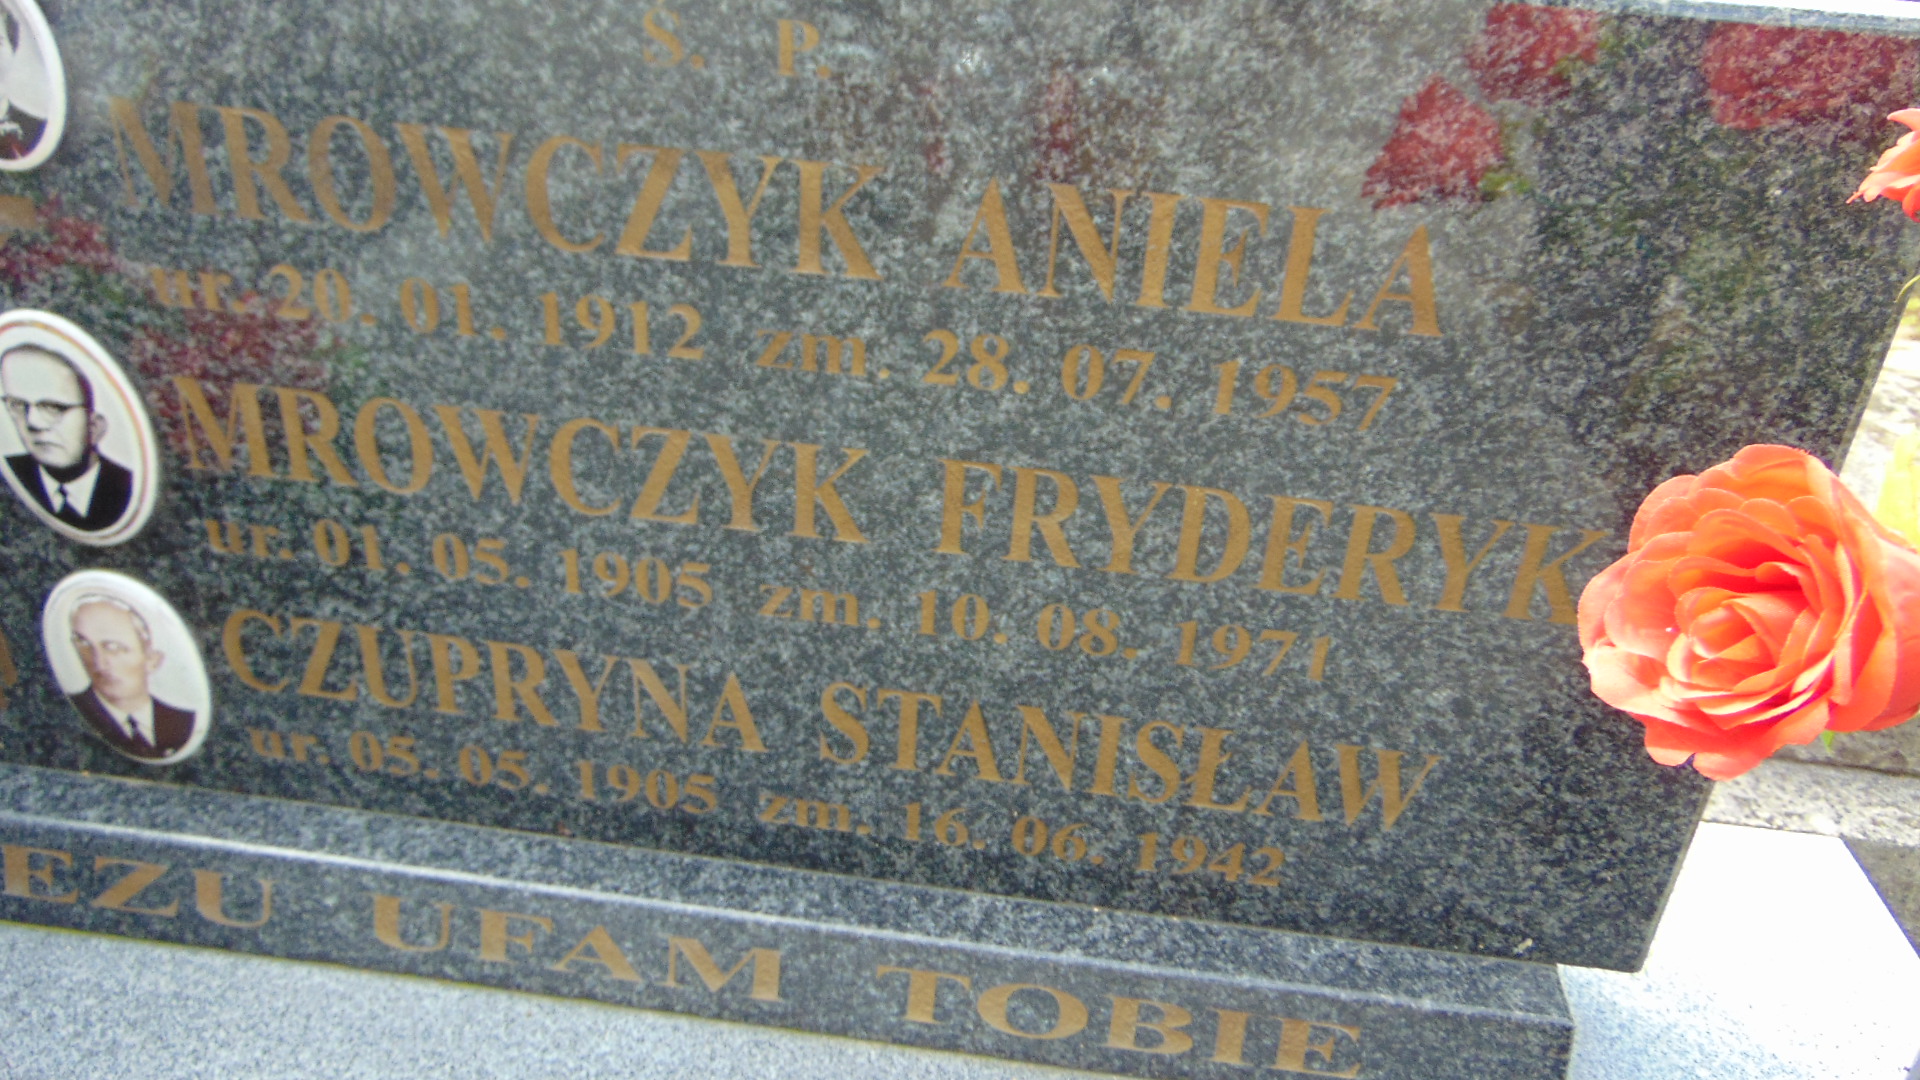 Ś. P.
MROWCZYK ANIELA
ur. 20. 01. 1912 zm. 28. 07. 1957
MROWCZYK FRYDERYK
ur. 01. 05. 1905 zm. 10. 08. 1971
CZUPRYNA STANISŁAW
ur. 05. 05. 1905 zm. 16. 06. 1942
EZU UFAM TOBIE